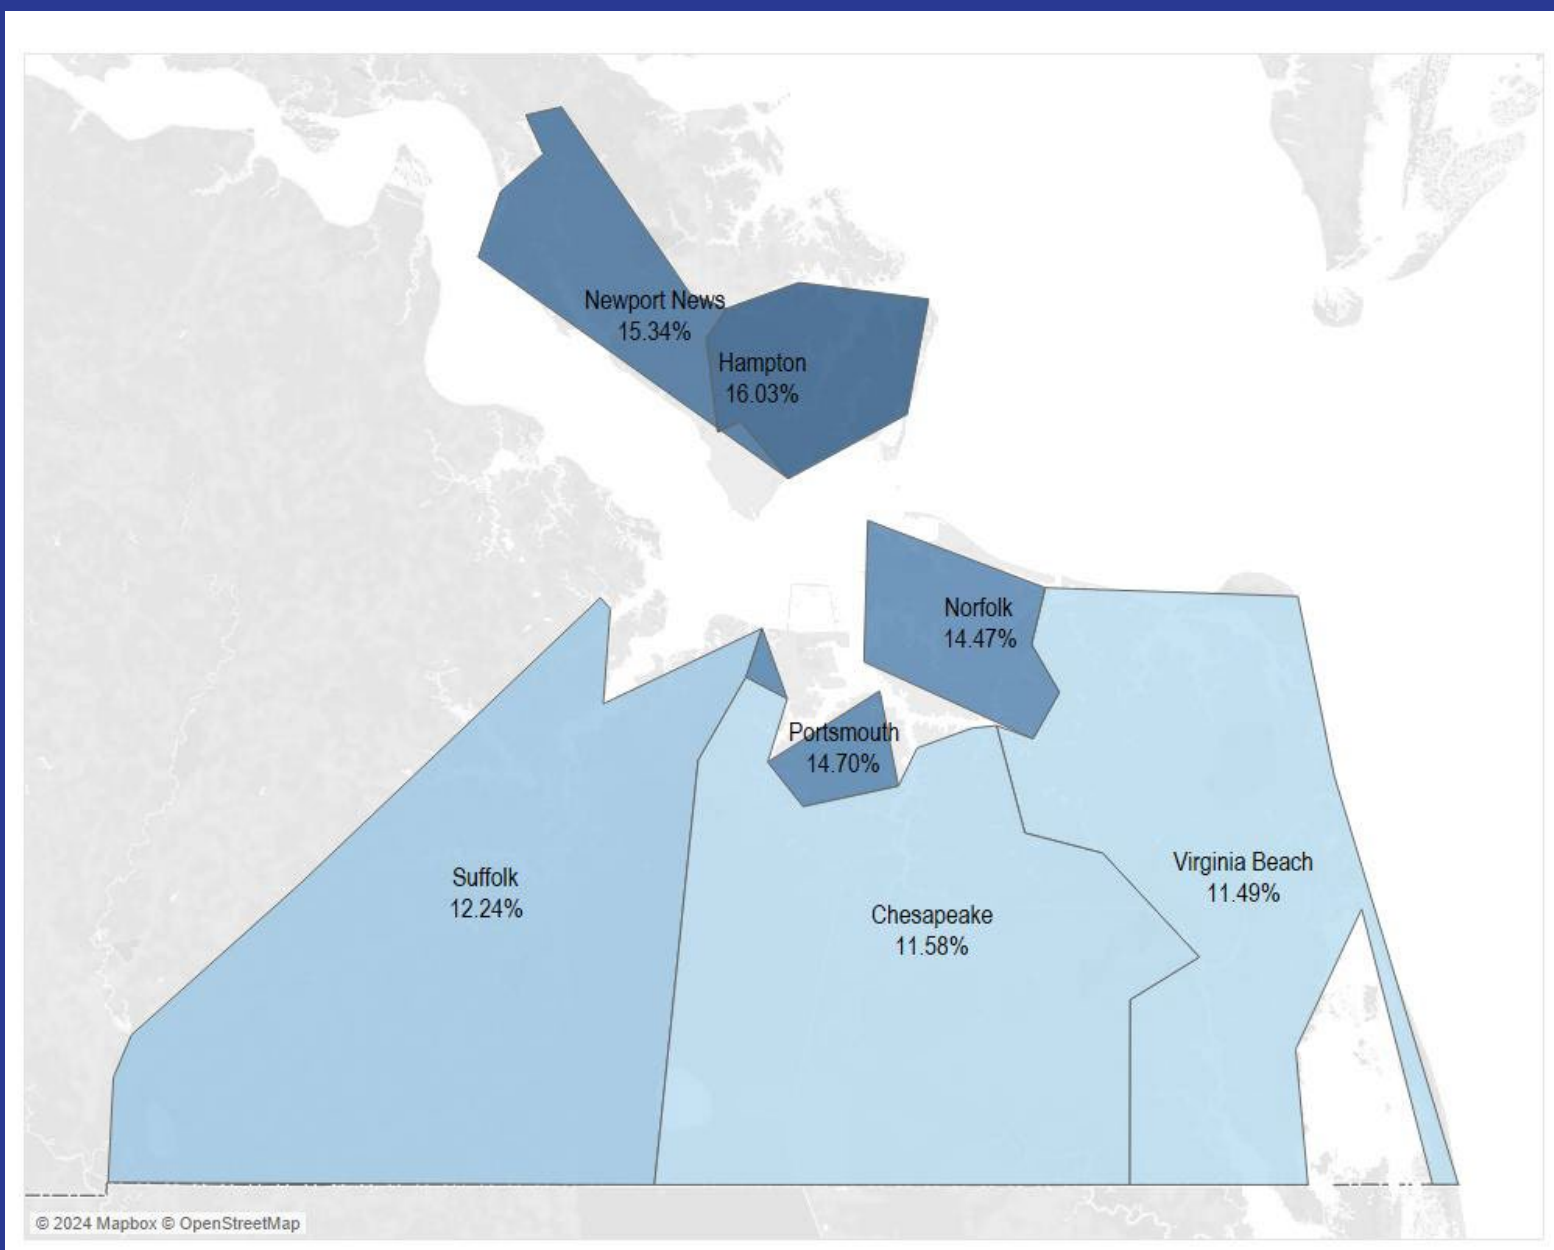 Newport News
15.34%
Hampton
16.03%
Norfolk
14.47%
Portsmouth
14.70%
Virginia Beach
11.49%
Suffolk
12.24%
Chesapeake
11.58%
© 2024 Mapbox © OpenStreetMap